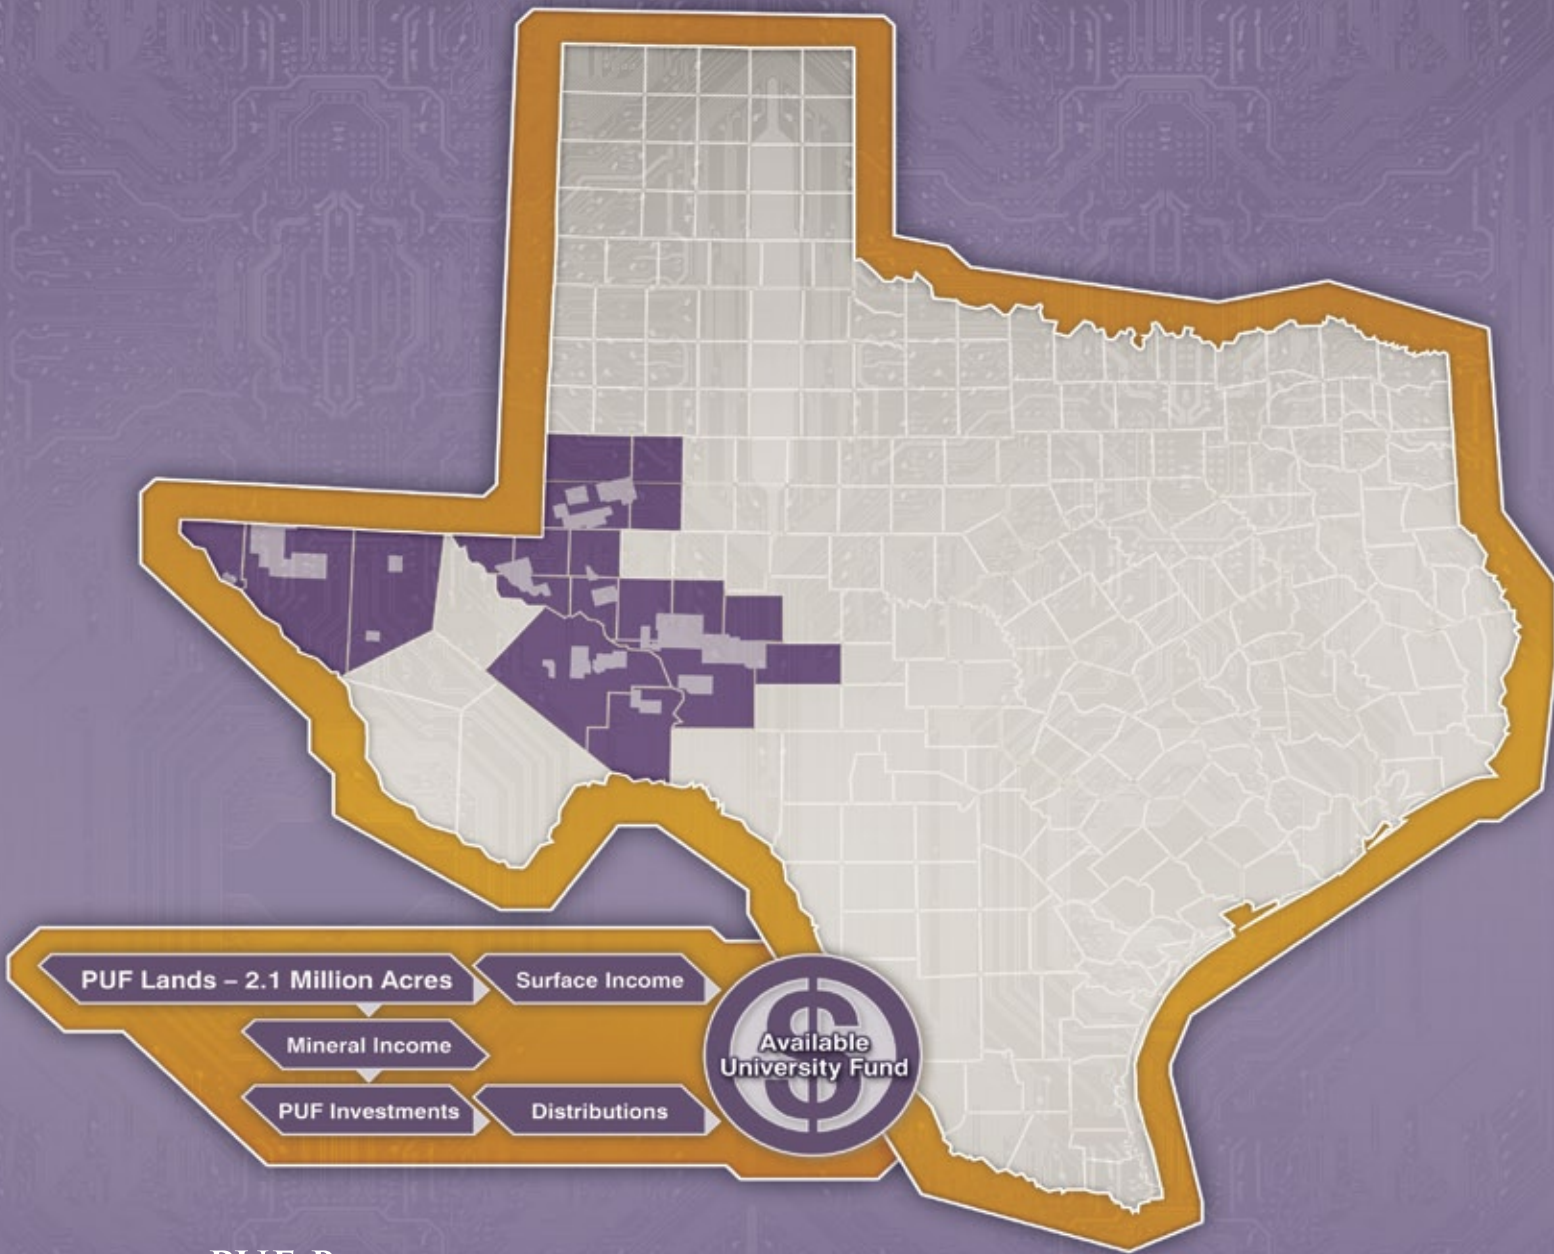 PUF Lands – 2.1 Million Acres
Surface Income
Mineral Income
PUF Investments
Distributions
Available
University Fund